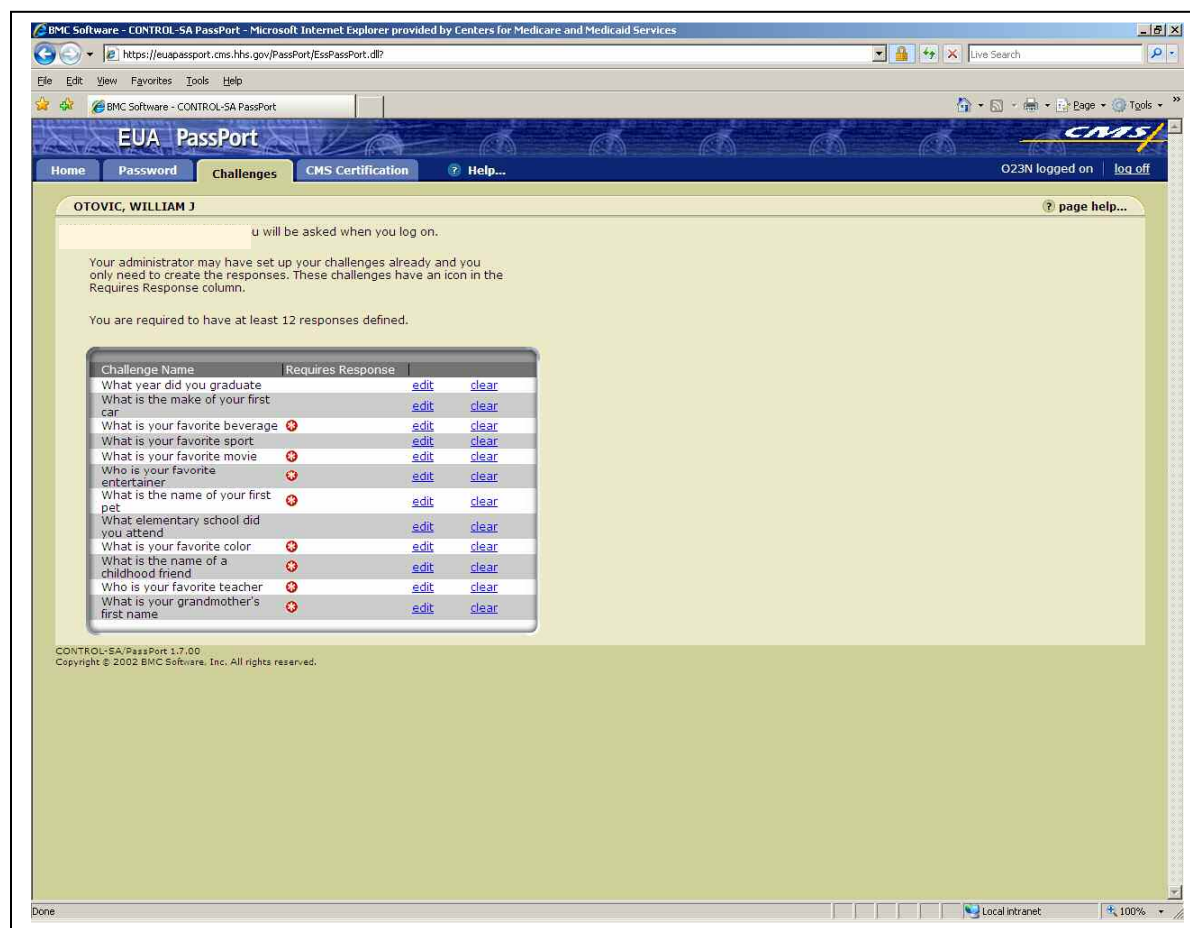 BMC Software - CONTROL-SA PassPort - Microsoft Internet Explorer provided by Centers for Medicare and Medicaid Services
https://euapassport.cms.hhs.gov/PassPort/EssPassPort.dll?
Live Search
File Edit View Favorites Tools Help
BMC Software - CONTROL-SA PassPort
Page Tools
EUA PassPort
CMS
Home Password Challenges CMS Certification ? Help... O23N logged on log off
OTOVIC, WILLIAM J ? page help...
u will be asked when you log on.
Your administrator may have set up your challenges already and you
only need to create the responses. These challenges have an icon in the
Requires Response column.
You are required to have at least 12 responses defined.
Challenge Name Requires Response
What year did you graduate edit clear
What is the make of your first
car edit clear
What is your favorite beverage edit clear
What is your favorite sport edit clear
What is your favorite movie edit clear
Who is your favorite
entertainer edit clear
What is the name of your first
pet edit clear
What elementary school did
you attend edit clear
What is your favorite color edit clear
What is the name of a
childhood friend edit clear
Who is your favorite teacher edit clear
What is your grandmother's
first name edit clear
CONTROL-SA/PassPort 1.7.00
Copyright © 2002 BMC Software, Inc. All rights reserved.
Done Local intranet 100%